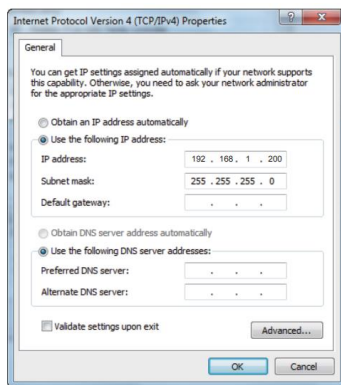 Internet Protocol Version 4 (TCP/IPv4) Properties
General
You can get IP settings assigned automatically if your network supports
this capability. Otherwise, you need to ask your network administrator
for the appropriate IP settings.
Obtain an IP address automatically
Use the following IP address:
IP address: 192 . 168 . 1 . 200
Subnet mask: 255 . 255 . 255 . 0
Default gateway: . . .
Obtain DNS server address automatically
Use the following DNS server addresses:
Preferred DNS server: . . .
Alternate DNS server: . . .
Validate settings upon exit
Advanced...
OK Cancel